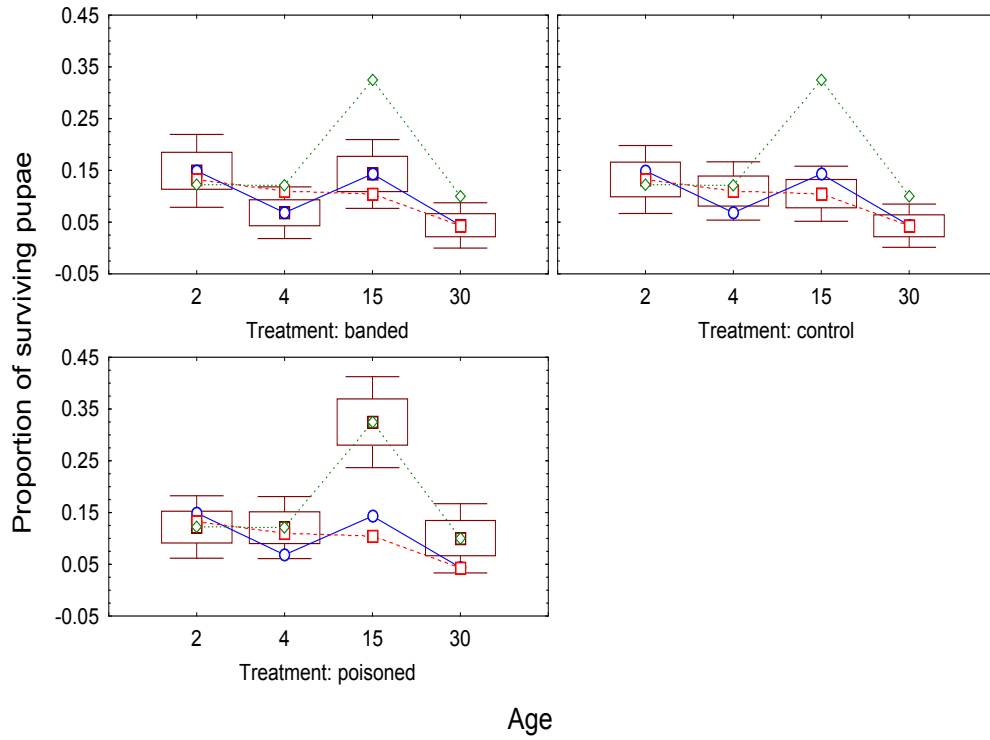 Proportion of surviving pupae
0.45
0.35
0.25
0.15
0.05
-0.05
2 4 15 30
Treatment: banded
2 4 15 30
Treatment: control
0.45
0.35
0.25
0.15
0.05
-0.05
2 4 15 30
Treatment: poisoned
Age